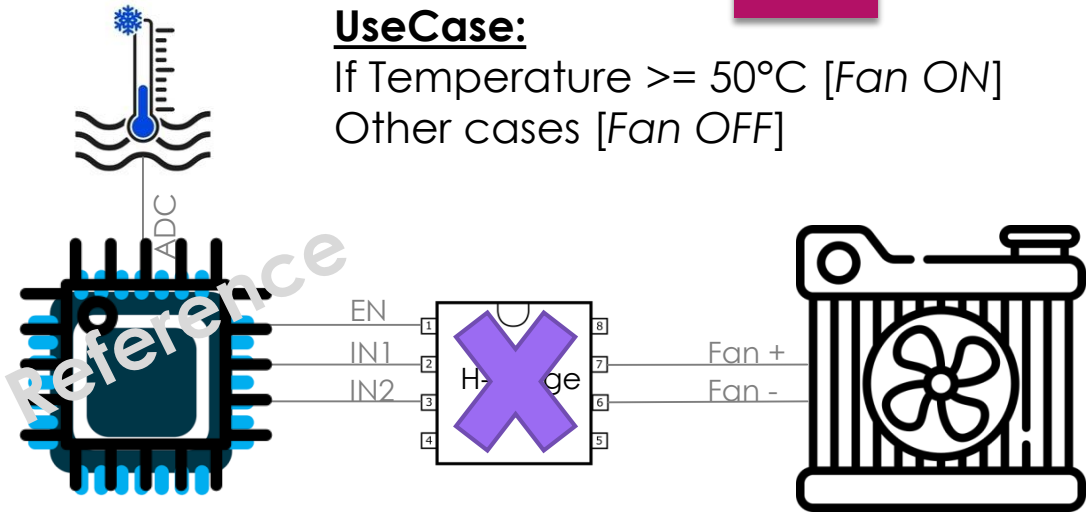 UseCase:
If Temperature >= 50°C [Fan ON]
Other cases [Fan OFF]
ADC
Reference
EN
IN1
IN2
1
2
3
4
H-
ge
8
7
6
5
Fan +
Fan -